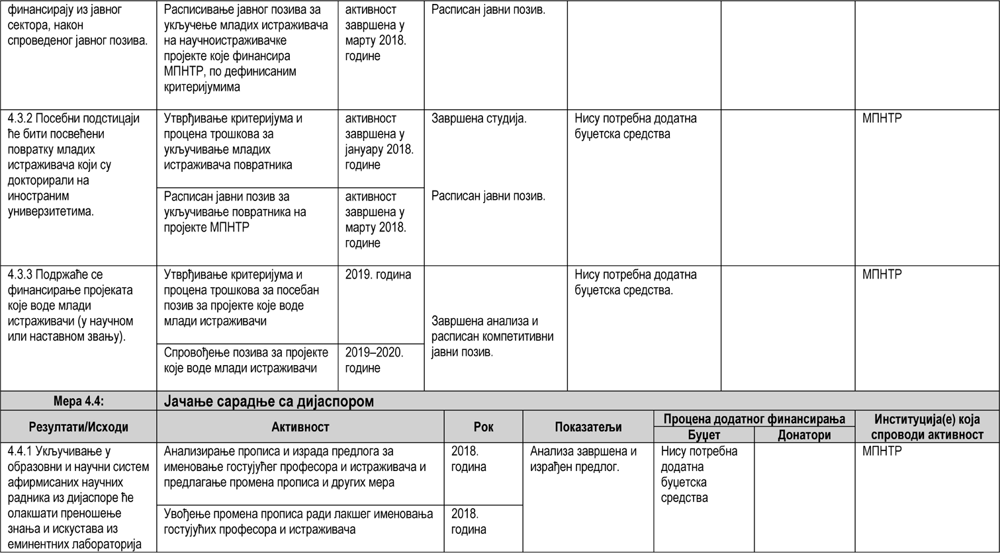 финансирају из јавног
сектора, након
спроведеног јавног позива.
Расписивање јавног позива за
укључење младих истраживача
на научноистраживачке
пројекте које финансира
МПНТР, по дефинисаним
критеријумима
активност
завршена у
марту 2018.
године
Расписан јавни позив.
4.3.2 Посебни подстицаји
ће бити посвећени
повратку младих
истраживача који су
докторирали на
иностраним
универзитетима.
Утврђивање критеријума и
процена трошкова за
укључивање младих
истраживача повратника
активност
завршена у
јануару 2018.
године
Завршена студија.
Нису потребна додатна
буџетска средства
МПНТР
Расписан јавни позив за
укључивање повратника на
пројекте МПНТР
активност
завршена у
марту 2018.
године
Расписан јавни позив.
4.3.3 Подржаће се
финансирање пројеката
које воде млади
истраживачи (у научном
или наставном звању).
Утврђивање критеријума и
процена трошкова за посебан
позив за пројекте које воде
млади истраживачи
2019. година
Завршена анализа и
расписан компетитивни
јавни позив.
Нису потребна додатна
буџетска средства.
МПНТР
Спровођење позива за пројекте
које воде млади истраживачи
2019–2020.
године
Мера 4.4:
Јачање сарадње са дијаспором
Резултати/Исходи
Активност
Рок
Показатељи
Процена додатног финансирања
Буџет
Донатори
Институција(е) која
спроводи активност
4.4.1 Укључивање у
образовни и научни систем
афирмисаних научних
радника из дијаспоре ће
олакшати преношење
знања и искустава из
еминентних лабораторија
Анализирање прописа и израда предлога за
именовање гостујућег професора и истраживача и
предлагање промена прописа и других мера
2018.
година
Анализа завршена и
израђен предлог.
Нису потребна
додатна
буџетска
средства
МПНТР
Увођење промена прописа ради лакшег именовања
гостујућих професора и истраживача
2018.
година